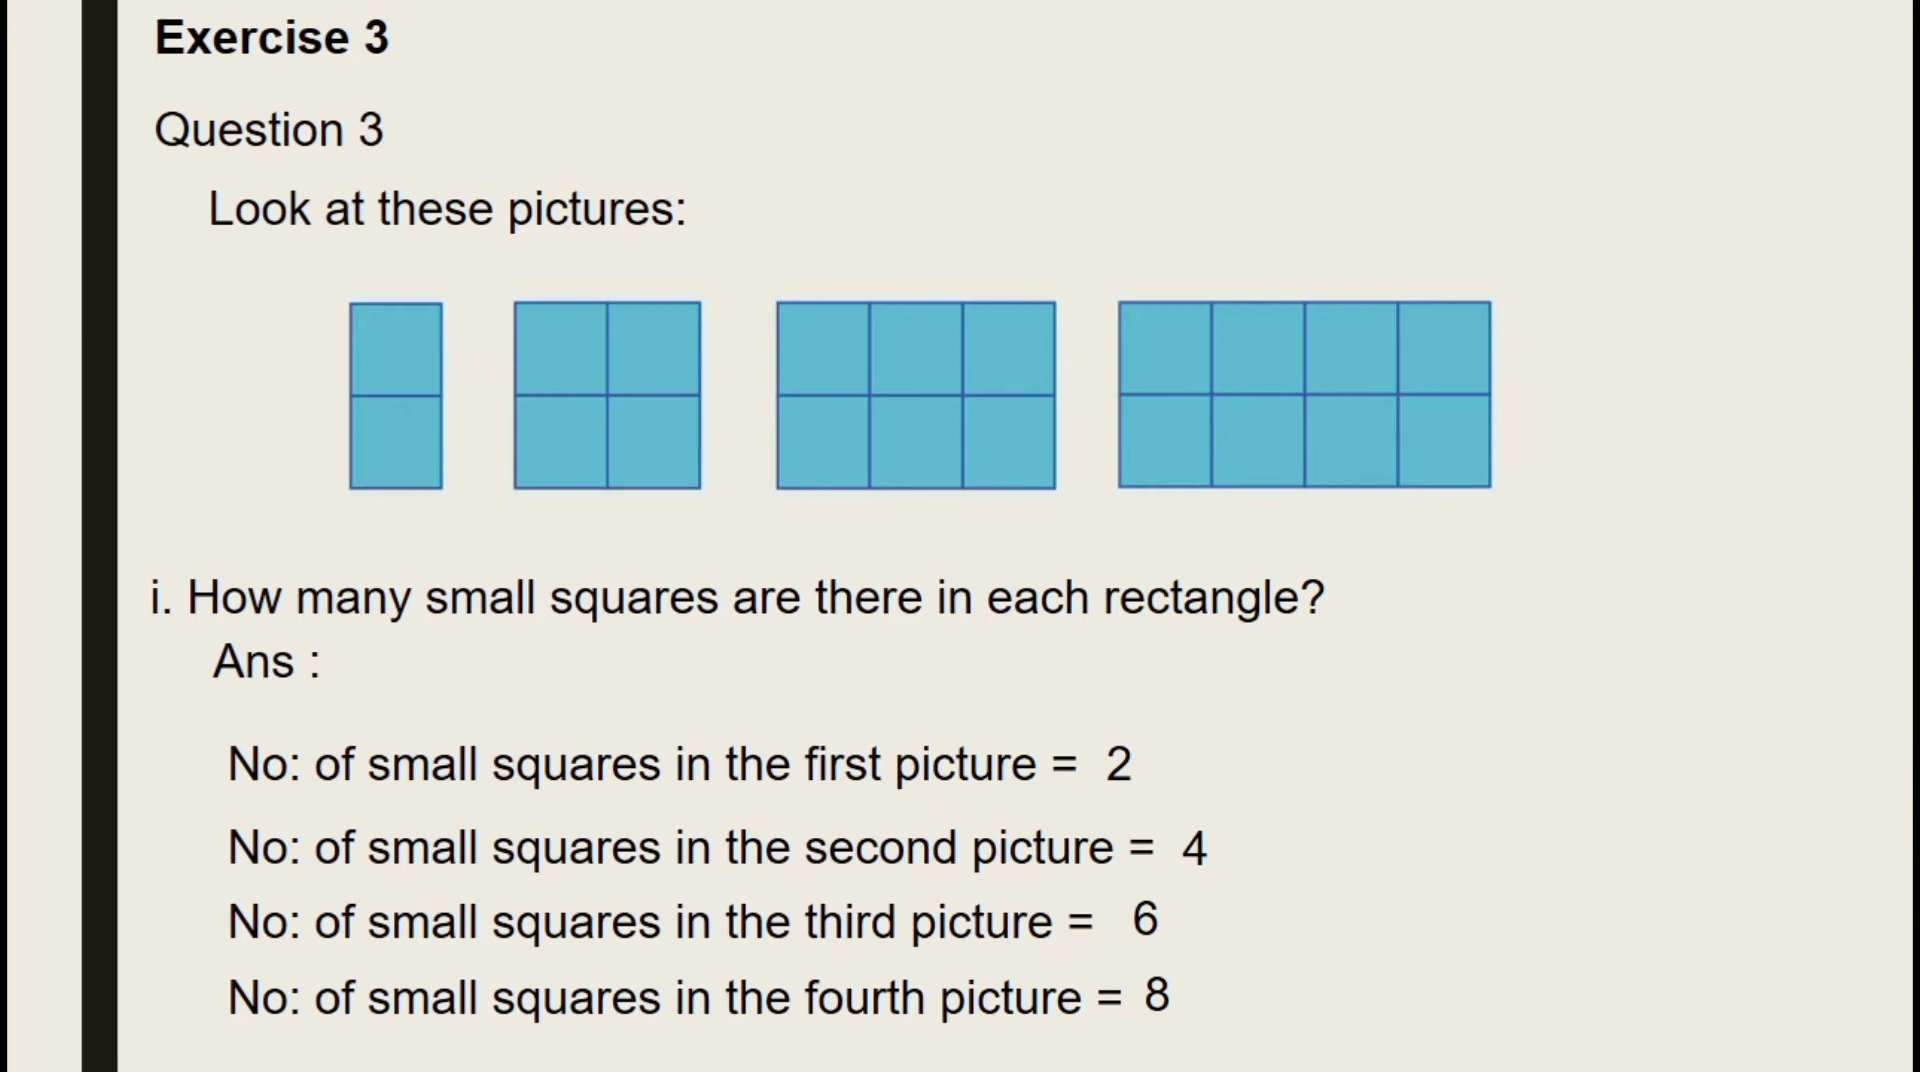 Exercise 3
Question 3
Look at these pictures:
i. How many small squares are there in each rectangle?
Ans :
No: of small squares in the first picture = 2
No: of small squares in the second picture = 4
No: of small squares in the third picture = 6
No: of small squares in the fourth picture = 8